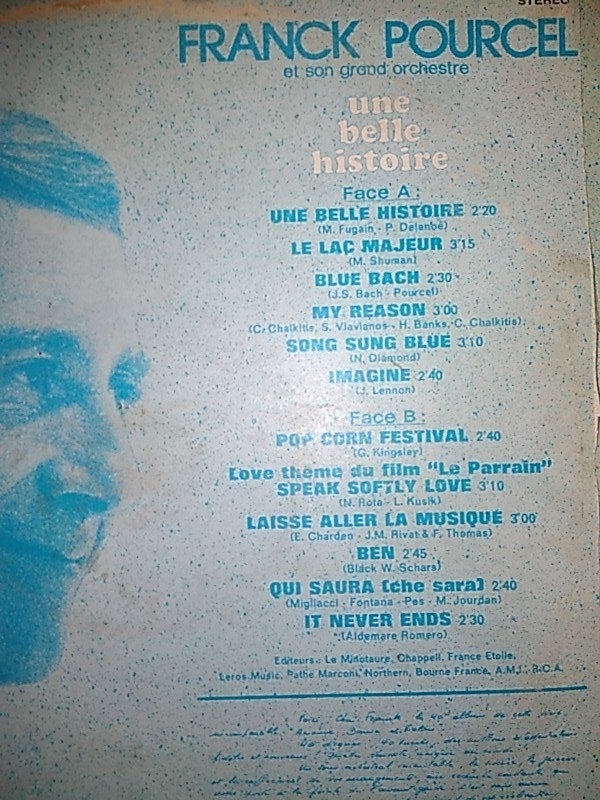 STEREO
FRANCK POURCEL
et son grand orchestre
une
belle
histoire
Face A :
UNE BELLE HISTOIRE 2'20
(M. Fugain - P. Delanbé)
LE LAC MAJEUR 3'15
(M. Shuman)
BLUE BACH 2'30
(J.S. Bach - Pourcel)
MY REASON 3'00
(C. Chalkitis, S. Vlavianos - H. Banks, C. Chalkitis)
SONG SUNG BLUE 3'10
(N. Diamond)
IMAGINE 2'40
(J. Lennon)
Face B :
POP CORN FESTIVAL 2'40
(G. Kingsley)
Love thème du film "Le Parrain"
SPEAK SOFTLY LOVE 3'10
(N. Rota - L. Kusik)
LAISSE ALLER LA MUSIQUE 3'00
(E. Charden - J.M. Rivat & F. Thomas)
BEN 2'45
(Black W. Schars)
QUI SAURA (che sara) 2'40
(Migliacci - Fontana - Pes - M. Jourdan)
IT NEVER ENDS 2'30
(Aldemare Romero)
Editeurs : Le Minotaure, Chappell, France Etoile,
Leros Music, Pathe Marconi, Northern, Bourne France, A.M.I., R.C.A.